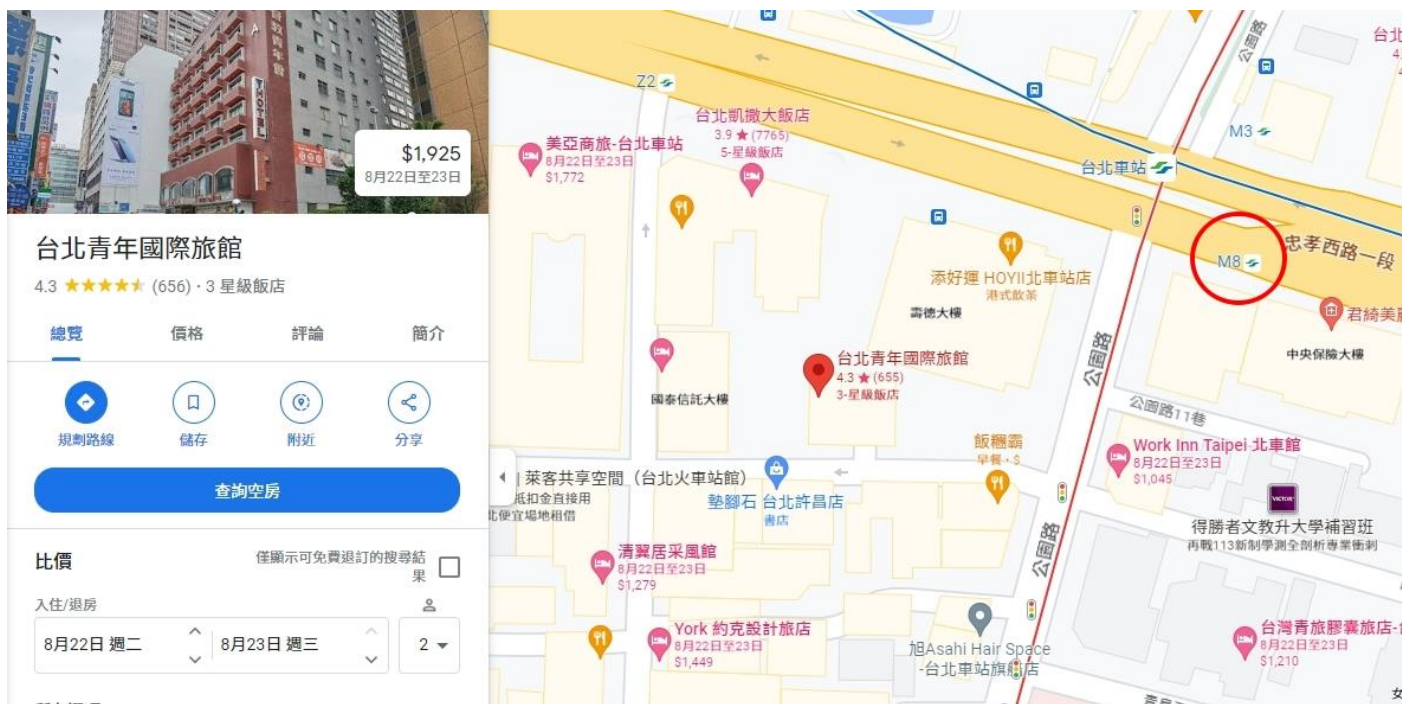 Y HOTEL
$1,925
8月22日至23日
台北青年國際旅館
4.3 (656)·3 星級飯店
總覽
價格
評論
簡介
規劃路線
儲存
附近
分享
查詢空房
比價
僅顯示可免費退訂的搜尋結
果
入住/退房
8月22日 週二
8月23日 週三
2
Z2
台北凱撒大飯店
3.9 ★ (7765)
5-星級飯店
美亞商旅-台北車站
8月22日至23日
$1,772
公園路
M3
台北車站
M8
忠孝西路一段
添好運 HOYII北車站店
港式飲茶
壽德大樓
中央保險大樓
台北青年國際旅館
4.3 ★ (655)
3-星級飯店
國泰信託大樓
公園路
公園路11巷
飯糰霸
早餐·$
Work Inn Taipei 北車館
8月22日至23日
$1,045
萊客共享空間（台北火車站館）
抵扣金直接用
北便宜場地租借
墊腳石 台北許昌店
書店
VICTOR
得勝者文教升大學補習班
再戰113新制學測全剖析專業衝刺
公園路
清翼居采風館
8月22日至23日
$1,279
York 約克設計旅店
8月22日至23日
$1,449
旭Asahi Hair Space
-台北車站旗艦店
台灣青旅膠囊旅店-
8月22日至23日
$1,210